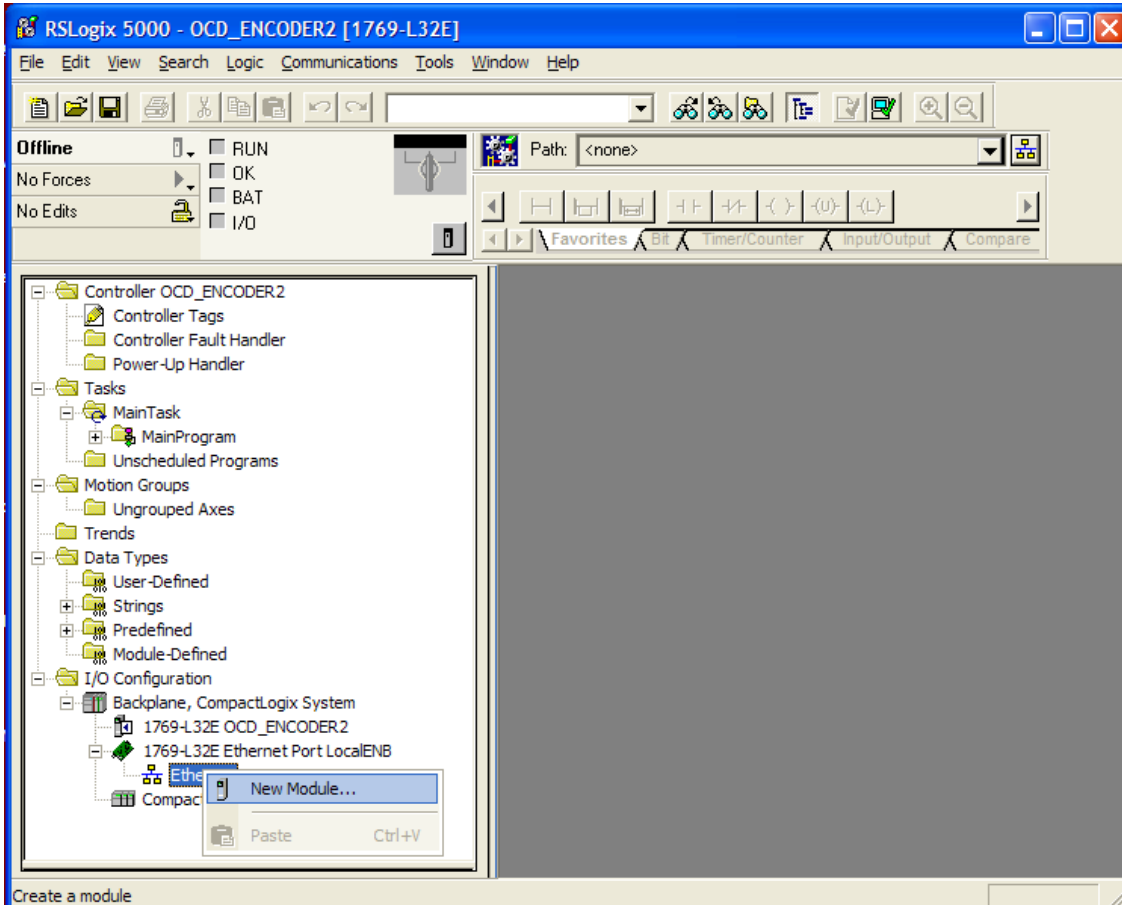 RSLogix 5000 - OCD_ENCODER2 [1769-L32E]
File Edit View Search Logic Communications Tools Window Help
Offline
RUN
No Forces
OK
No Edits
BAT
I/O
Path: <none>
Favorites Bit Timer/Counter Input/Output Compare
Controller OCD_ENCODER2
Controller Tags
Controller Fault Handler
Power-Up Handler
Tasks
MainTask
MainProgram
Unscheduled Programs
Motion Groups
Ungrouped Axes
Trends
Data Types
User-Defined
Strings
Predefined
Module-Defined
I/O Configuration
Backplane, CompactLogix System
1769-L32E OCD_ENCODER2
1769-L32E Ethernet Port LocalENB
Ethe
New Module...
Compac
Paste Ctrl+V
Create a module